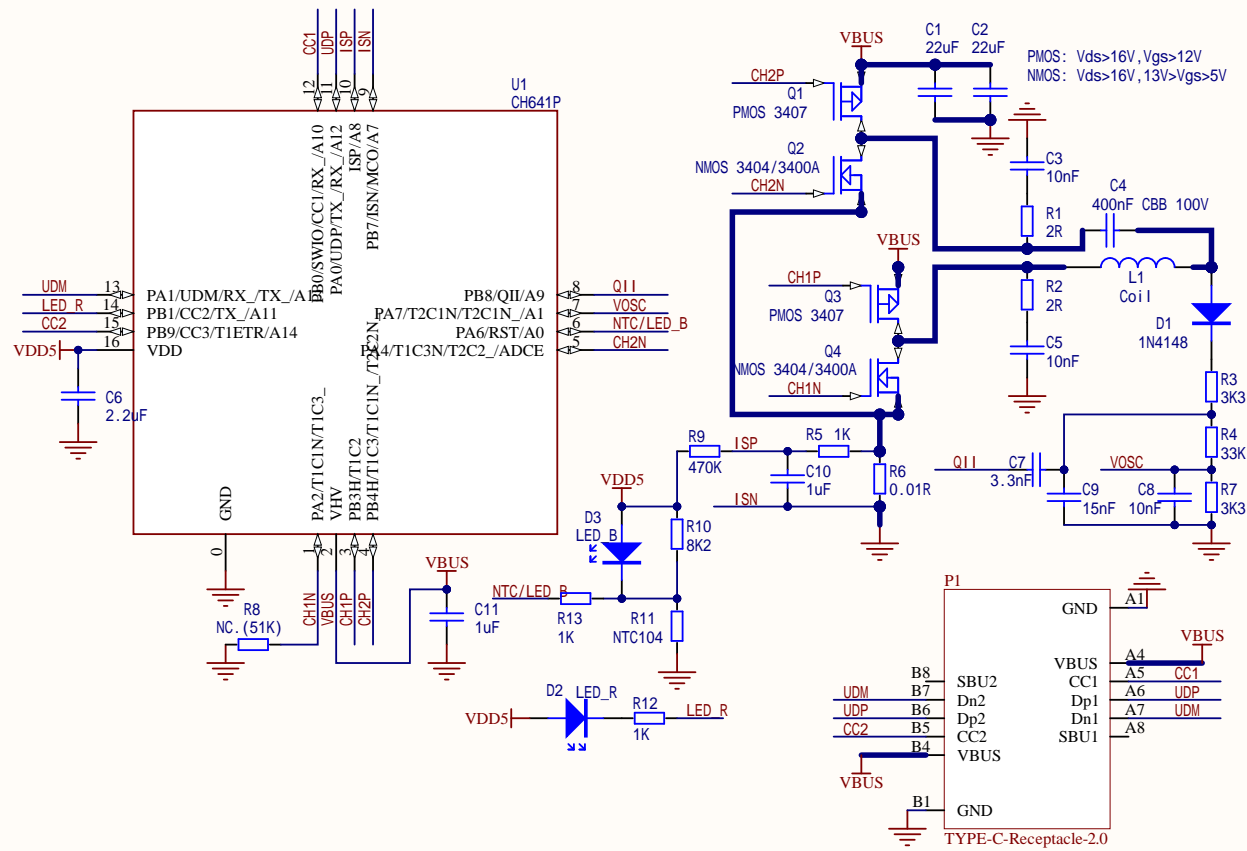 CC1
UDP
ISP
ISN
12
11
10
9
U1
CH641P
PB0/SWIO/CC1/RX_/A10
PA0/UDP/TX_/RX_/A12
ISP/A8
PB7/ISN/MCO/A7
UDM 13 PA1/UDM/RX_/TX_/A13
LED_R 14 PB1/CC2/TX_/A11
CC2 15 PB9/CC3/T1ETR/A14
VDD5 16 VDD
PB8/QII/A9 8 QII
PA7/T2C1N/T2C1N_/A1 7 VOSC
PA6/RST/A0 6 NTC/LED_B
PA4/T1C3N/T2C2_/ADCE 5 CH2N
C6
2.2uF
GND
0
PA2/T1C1N/T1C3_
VHV
PB3H/T1C2
PB4H/T1C3/T1C1N_/T2C2N
1
2
3
4
CH1N
VBUS
CH1P
CH2P
R8
NC.(51K)
VBUS
C11
1uF
VBUS
C1
22uF
C2
22uF
PMOS: Vds>16V,Vgs>12V
NMOS: Vds>16V,13V>Vgs>5V
CH2P
Q1
PMOS 3407
Q2
NMOS 3404/3400A
CH2N
C3
10nF
R1
2R
C4
400nF CBB 100V
VBUS
CH1P
Q3
PMOS 3407
Q4
NMOS 3404/3400A
CH1N
R2
2R
C5
10nF
L1
Coil
D1
1N4148
R3
3K3
R4
33K
R7
3K3
QII
C7
3.3nF
VOSC
C9
15nF
C8
10nF
R9
470K
ISP
R5 1K
C10
1uF
R6
0.01R
ISN
VDD5
D3
LED_B
R10
8K2
NTC/LED_B
R13
1K
R11
NTC104
VDD5
D2
LED_R
R12
1K
LED_R
P1
GND A1
VBUS
VBUS A4
CC1 A5 CC1
Dp1 A6 UDP
Dn1 A7 UDM
SBU1 A8
B8 SBU2
UDM B7 Dn2
UDP B6 Dp2
CC2 B5 CC2
B4 VBUS
VBUS
B1 GND
TYPE-C-Receptacle-2.0